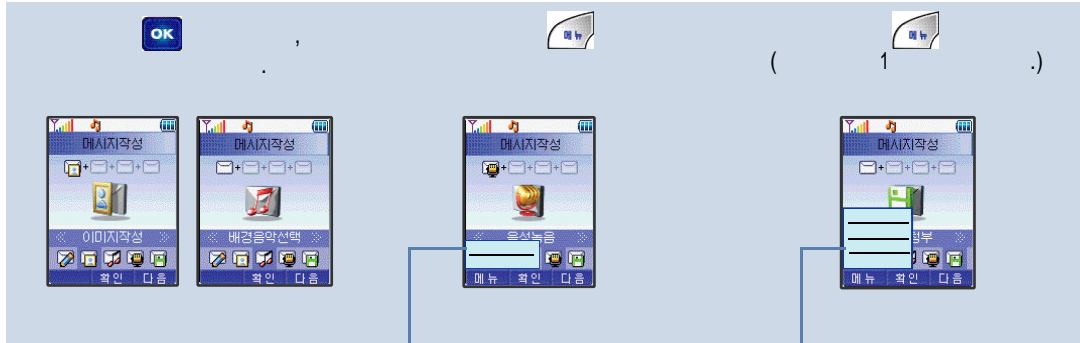 OK , 메뉴 메뉴
. ( 1 .)
메시지작성
이미지작성
확인 다음
메시지작성
배경음악선택
확인 다음
메시지작성
음성녹음
메뉴 확인 다음
메시지작성
첨부
메뉴 확인 다음